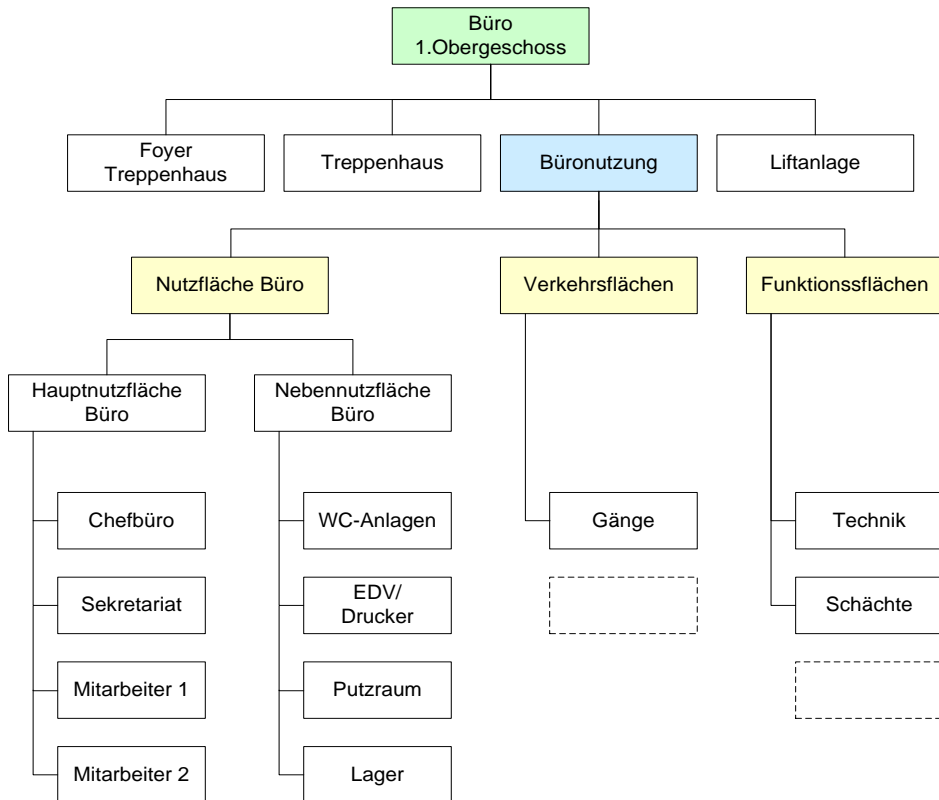 Büro
1.Obergeschoss
Foyer
Treppenhaus
Treppenhaus
Büronutzung
Liftanlage
Nutzfläche Büro
Verkehrsflächen
Funktionssflächen
Hauptnutzfläche
Büro
Nebennutzfläche
Büro
Chefbüro
WC-Anlagen
Gänge
Technik
Sekretariat
EDV/
Drucker
Schächte
Mitarbeiter 1
Putzraum
Mitarbeiter 2
Lager